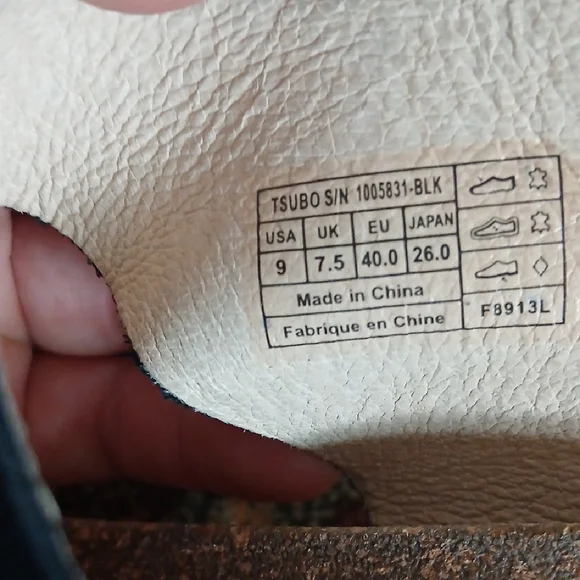 TSUBO S/N 1005831-BLK
USA UK EU JAPAN
9 7.5 40.0 26.0
Made in China
Fabrique en Chine
F8913L